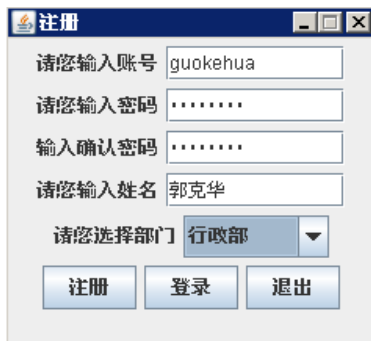 注册
请您输入账号 guokehua
请您输入密码 ········
输入确认密码 ········
请您输入姓名 郭克华
请您选择部门 行政部
注册 登录 退出